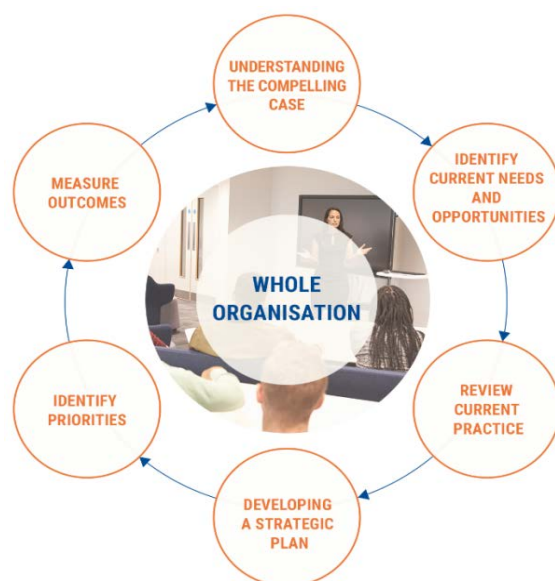 UNDERSTANDING
THE COMPELLING
CASE
IDENTIFY
CURRENT NEEDS
AND
OPPORTUNITIES
REVIEW
CURRENT
PRACTICE
DEVELOPING
A STRATEGIC
PLAN
IDENTIFY
PRIORITIES
MEASURE
OUTCOMES
WHOLE
ORGANISATION